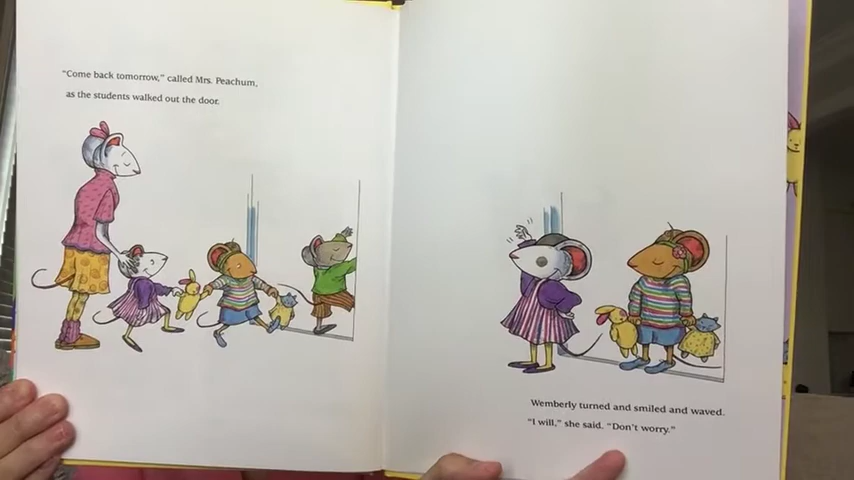 "Come back tomorrow," called Mrs. Peachum,
as the students walked out the door.
Wemberly turned and smiled and waved.
"I will," she said. "Don't worry."